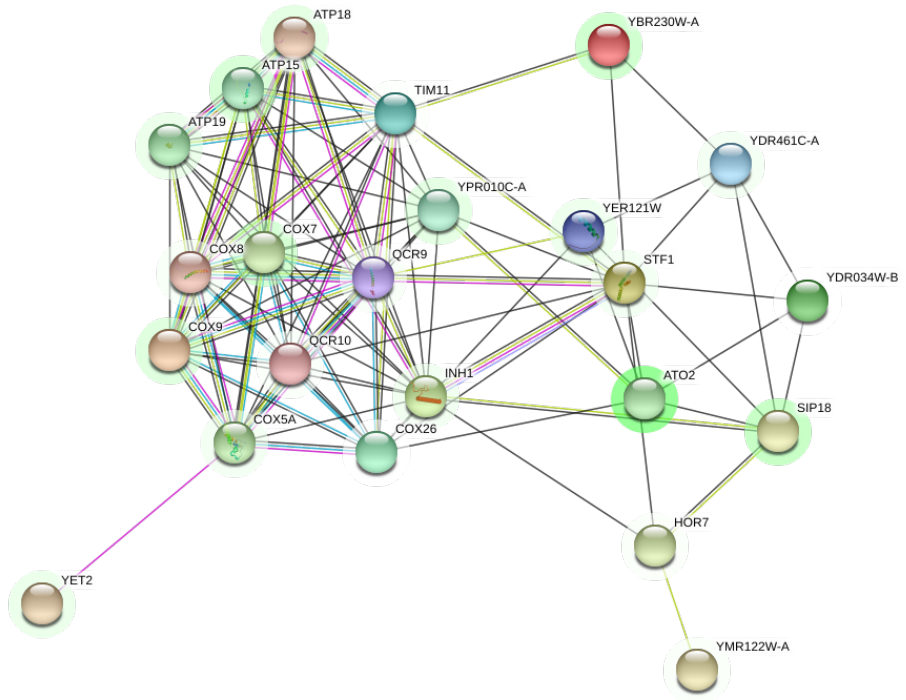 ATP18
YBR230W-A
ATP15
TIM11
ATP19
YDR461C-A
YPR010C-A
YER121W
COX7
COX8
QCR9
STF1
YDR034W-B
COX9
QCR10
INH1
ATO2
SIP18
COX5A
COX26
HOR7
YET2
YMR122W-A